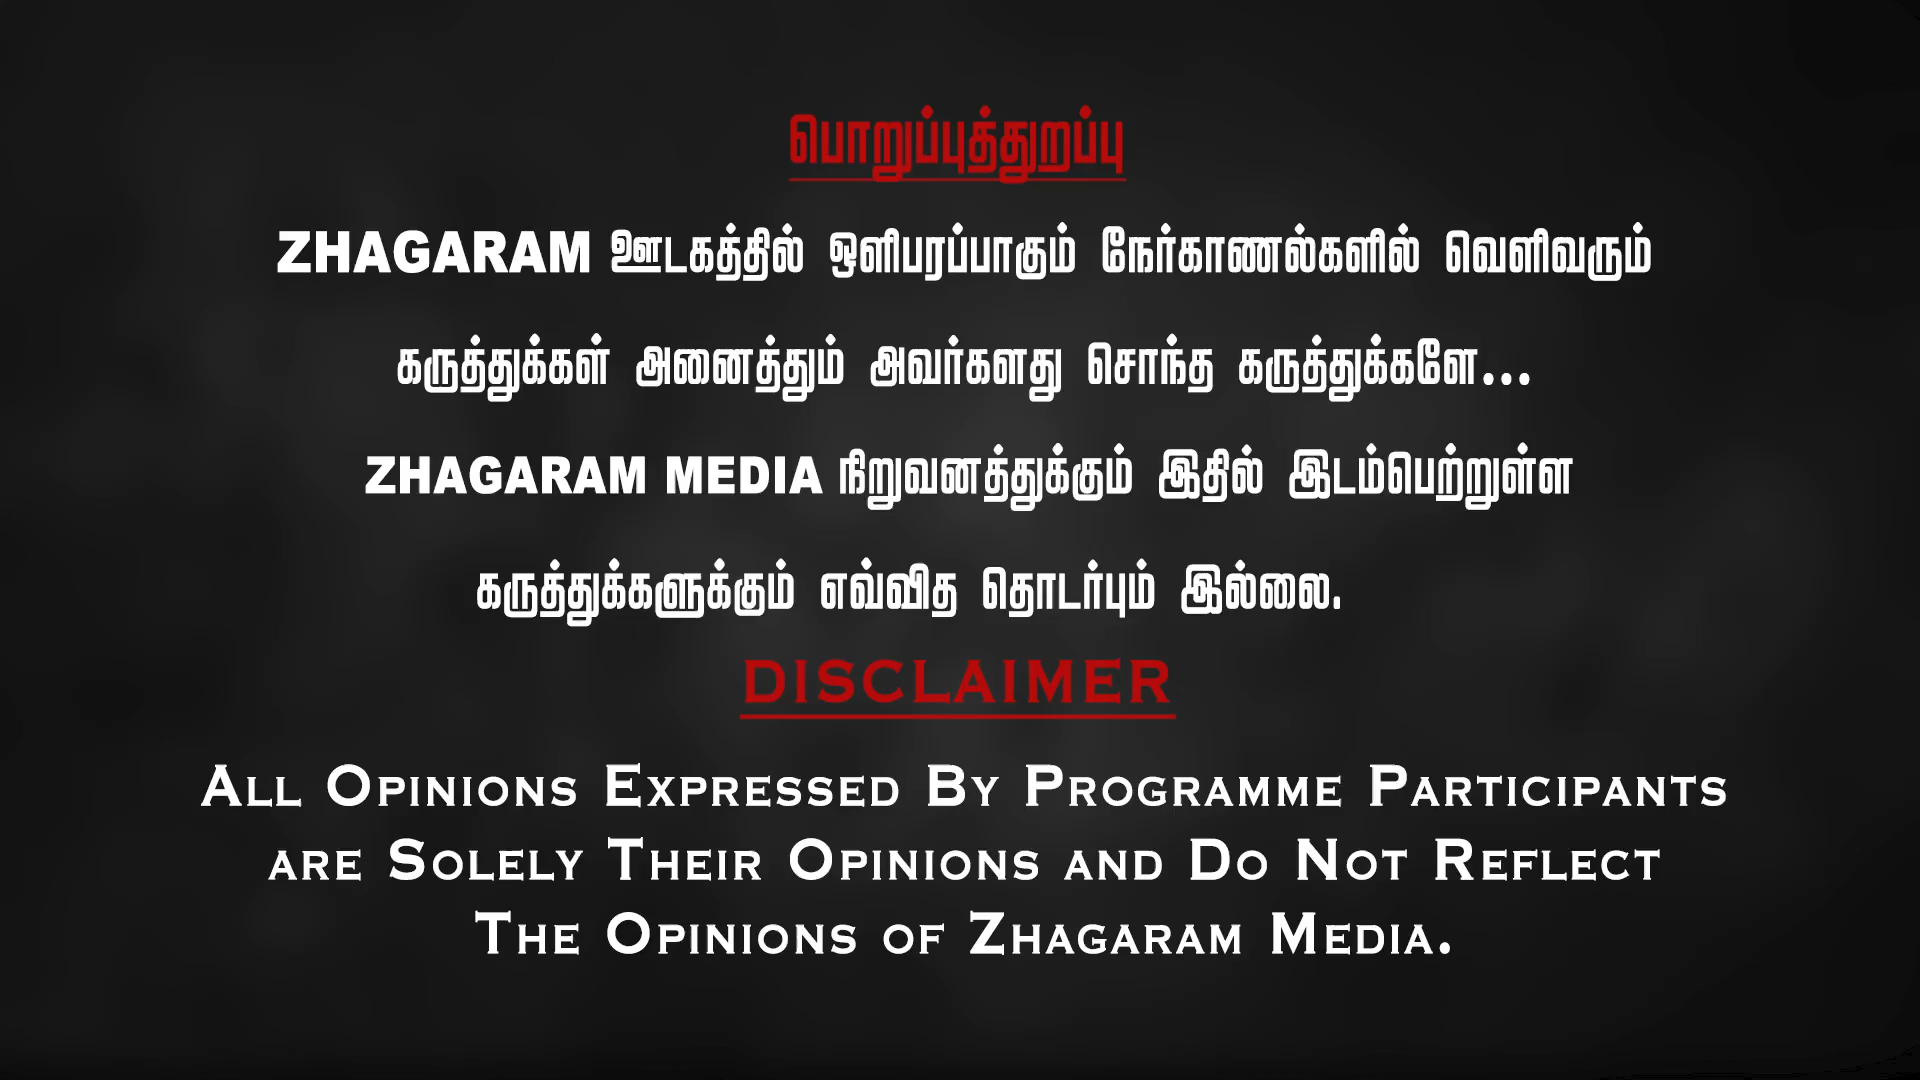 பொறுப்புத்துறப்பு
ZHAGARAM ஊடகத்தில் ஒளிபரப்பாகும் நேர்காணல்களில் வெளிவரும்
கருத்துக்கள் அனைத்தும் அவர்களது சொந்த கருத்துக்களே...
ZHAGARAM MEDIA நிறுவனத்துக்கும் இதில் இடம்பெற்றுள்ள
கருத்துக்களுக்கும் எவ்வித தொடர்பும் இல்லை.
DISCLAIMER
All Opinions Expressed By Programme Participants
are Solely Their Opinions and Do Not Reflect
The Opinions of Zhagaram Media.